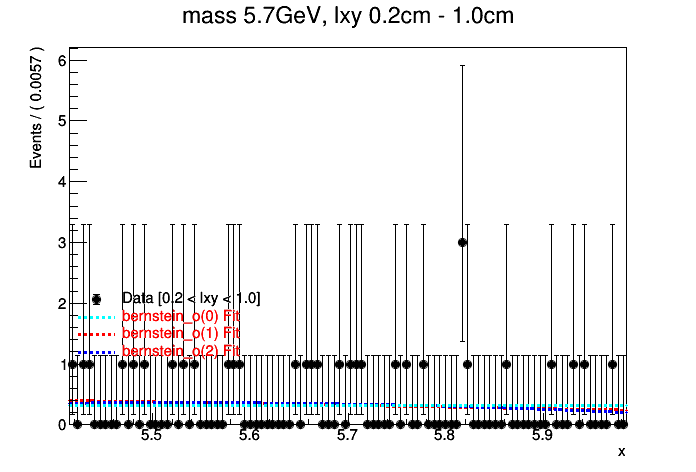 mass 5.7GeV, lxy 0.2cm - 1.0cm
Events / ( 0.0057 )
6
5
4
3
2
1
0
Data [0.2 < lxy < 1.0]
bernstein_o(0) Fit
bernstein_o(1) Fit
bernstein_o(2) Fit
5.5 5.6 5.7 5.8 5.9
x